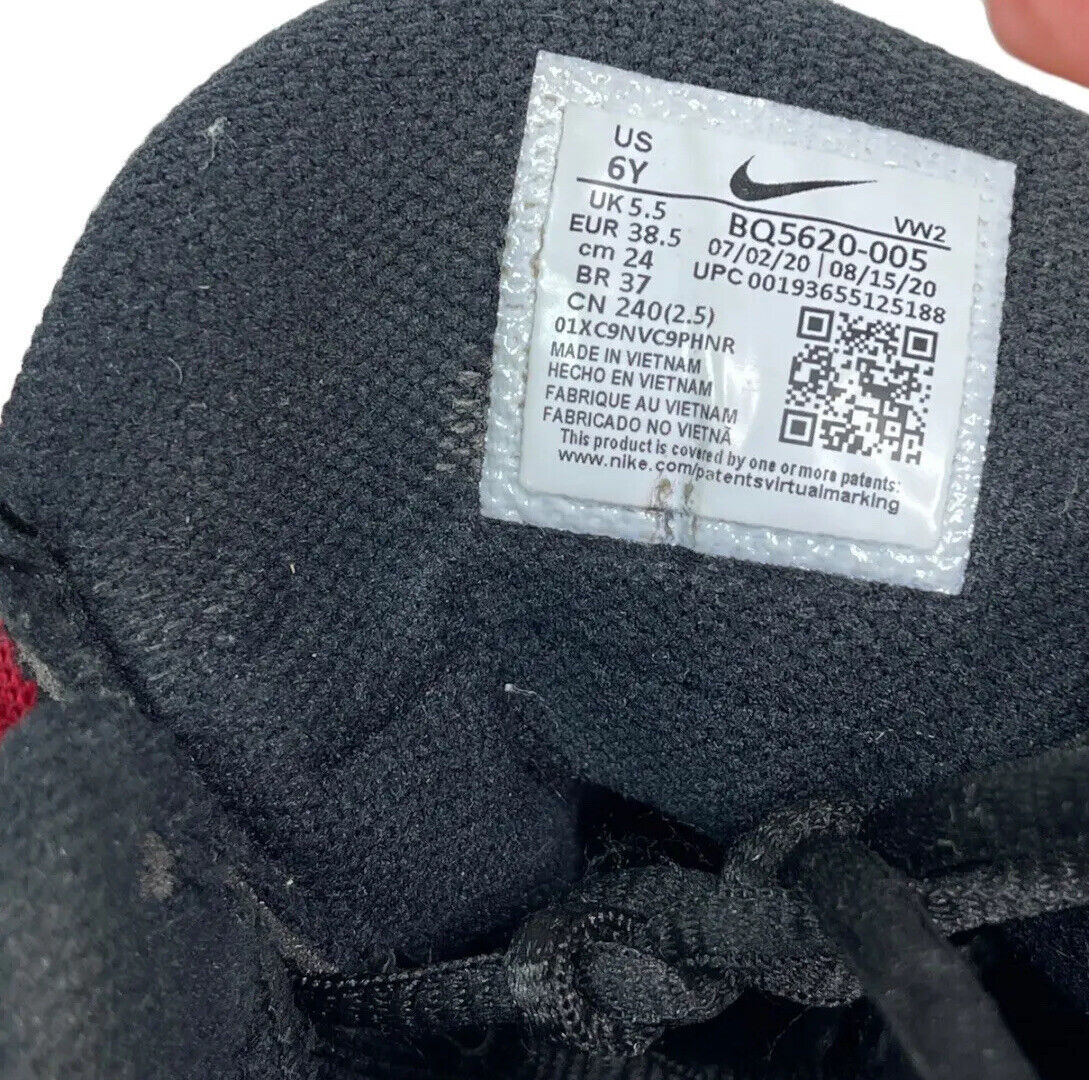 US
6Y
UK 5.5
EUR 38.5
cm 24
BR 37
CN 240(2.5)
01XC9NVC9PHNR
VW2
BQ5620-005
07/02/20 | 08/15/20
UPC 00193655125188
MADE IN VIETNAM
HECHO EN VIETNAM
FABRIQUE AU VIETNAM
FABRICADO NO VIETNÃ
This product is covered by one or more patents:
www.nike.com/patentsvirtualmarking